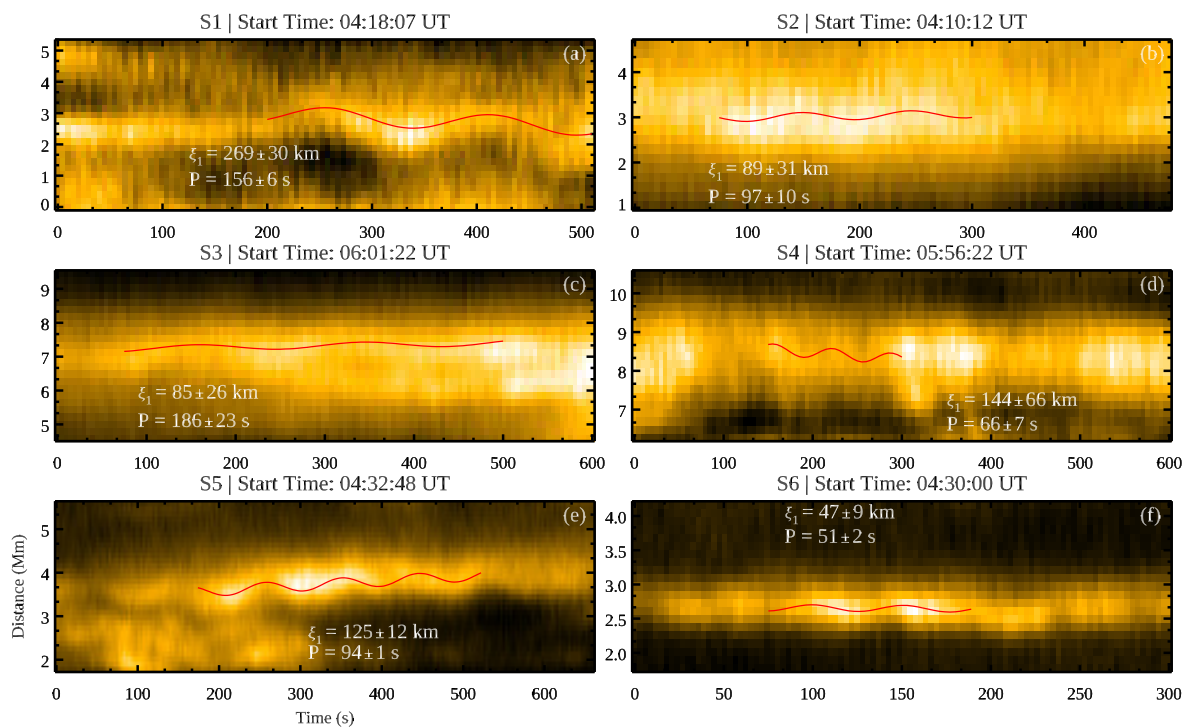 S1 | Start Time: 04:18:07 UT
S2 | Start Time: 04:10:12 UT
(a)
5
4
3
2
1
0
ξ₁ = 269±30 km
P = 156±6 s
0 100 200 300 400 500
(b)
4
3
2
1
ξ₁ = 89±31 km
P = 97±10 s
0 100 200 300 400
S3 | Start Time: 06:01:22 UT
S4 | Start Time: 05:56:22 UT
(c)
9
8
7
6
5
ξ₁ = 85±26 km
P = 186±23 s
0 100 200 300 400 500 600
(d)
10
9
8
7
ξ₁ = 144±66 km
P = 66±7 s
0 100 200 300 400 500 600
S5 | Start Time: 04:32:48 UT
S6 | Start Time: 04:30:00 UT
(e)
5
4
3
2
Distance (Mm)
ξ₁ = 125±12 km
P = 94±1 s
0 100 200 300 400 500 600
Time (s)
(f)
4.0
3.5
3.0
2.5
2.0
ξ₁ = 47±9 km
P = 51±2 s
0 50 100 150 200 250 300